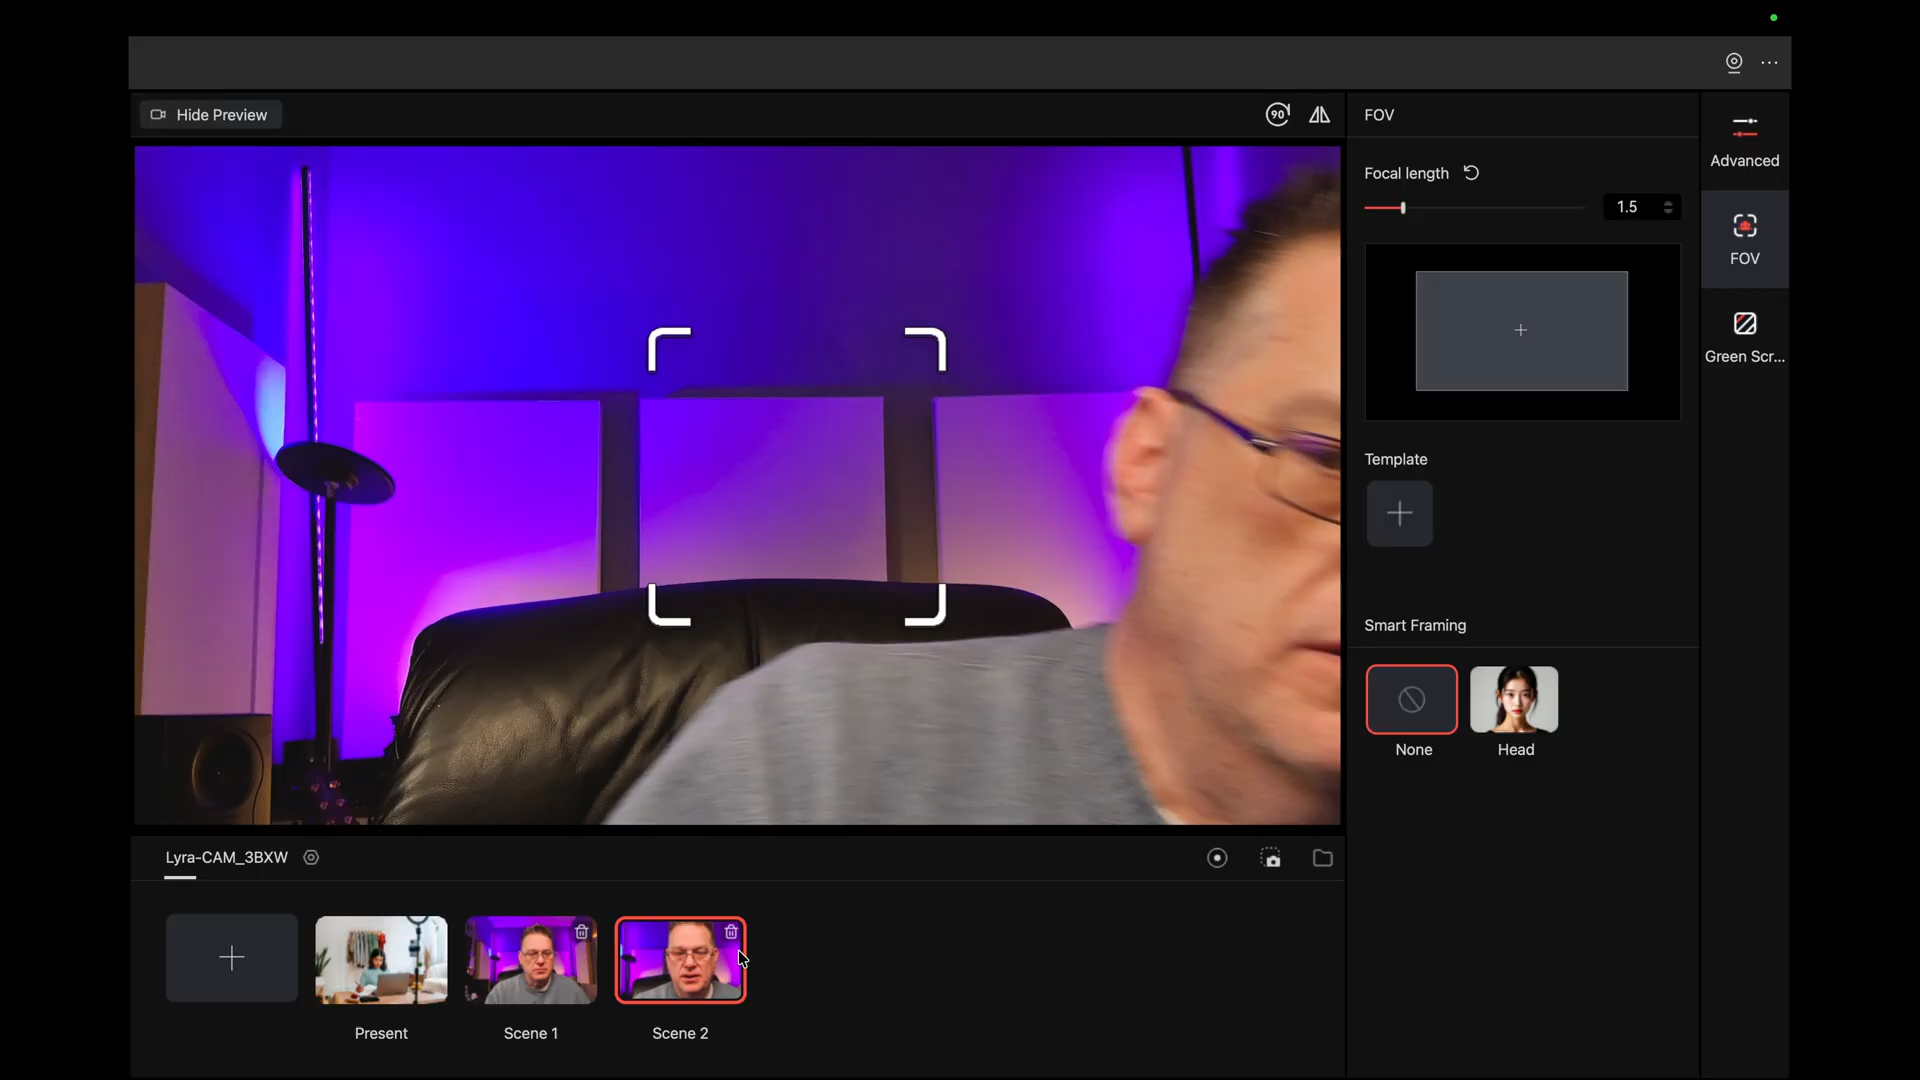 Hide Preview
90
FOV
Focal length
1.5
Template
Smart Framing
None
Head
Advanced
FOV
Green Scr...
Lyra-CAM_3BXW
Present
Scene 1
Scene 2